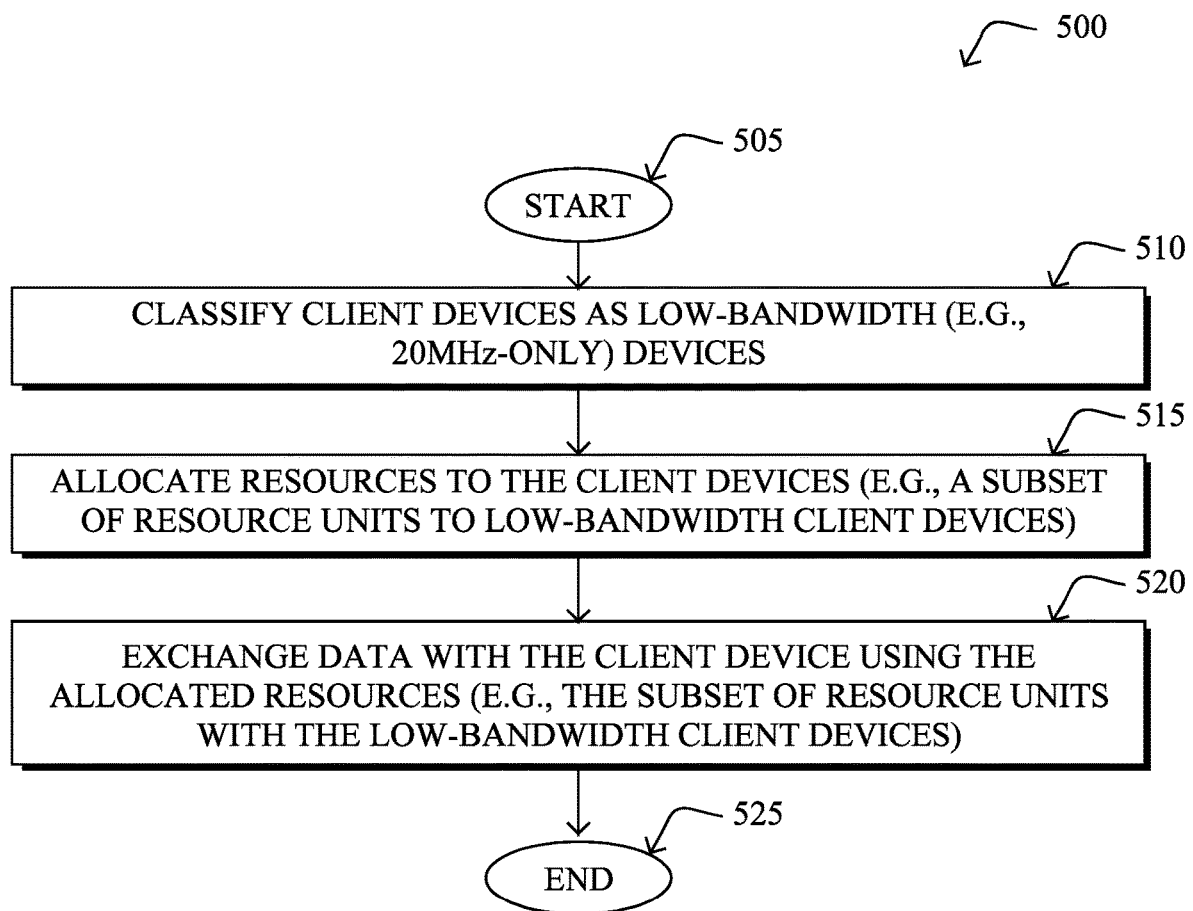 500
505
START
510
CLASSIFY CLIENT DEVICES AS LOW-BANDWIDTH (E.G.,
20MHz-ONLY) DEVICES
515
ALLOCATE RESOURCES TO THE CLIENT DEVICES (E.G., A SUBSET
OF RESOURCE UNITS TO LOW-BANDWIDTH CLIENT DEVICES)
520
EXCHANGE DATA WITH THE CLIENT DEVICE USING THE
ALLOCATED RESOURCES (E.G., THE SUBSET OF RESOURCE UNITS
WITH THE LOW-BANDWIDTH CLIENT DEVICES)
525
END